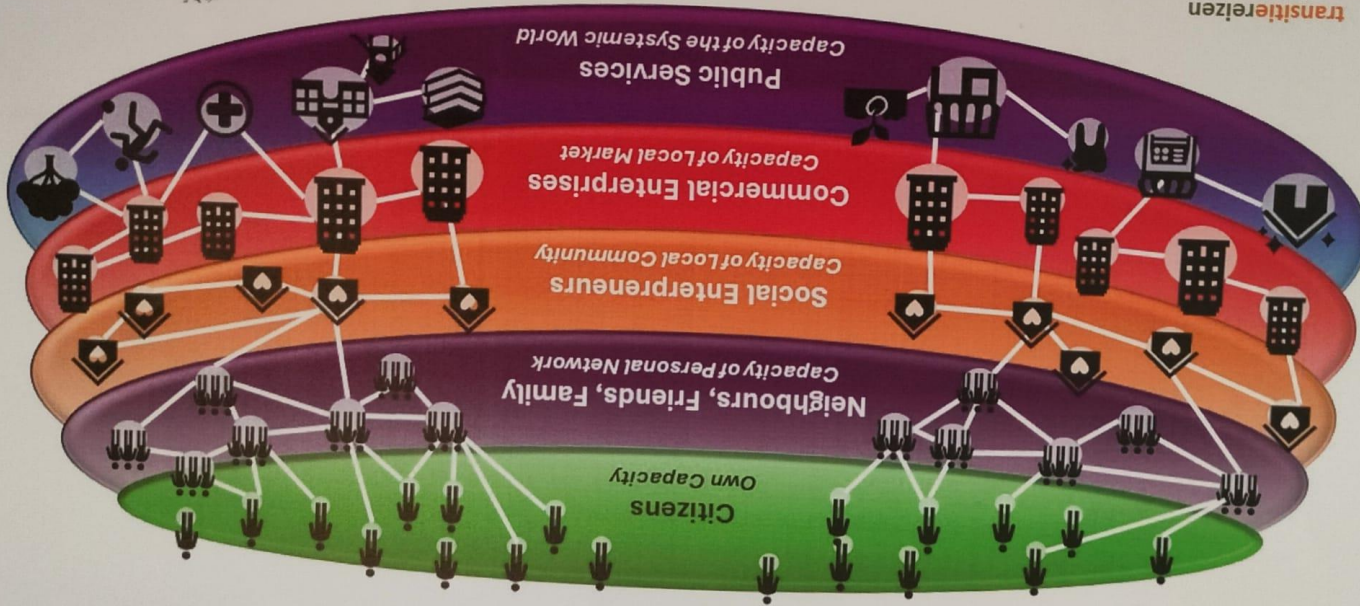 Citizens
Own Capacity
Neighbours, Friends, Family
Capacity of Personal Network
Social Entrepreneurs
Capacity of Local Community
Commercial Enterprises
Capacity of Local Market
Public Services
Capacity of the Systemic World
transitiereizen